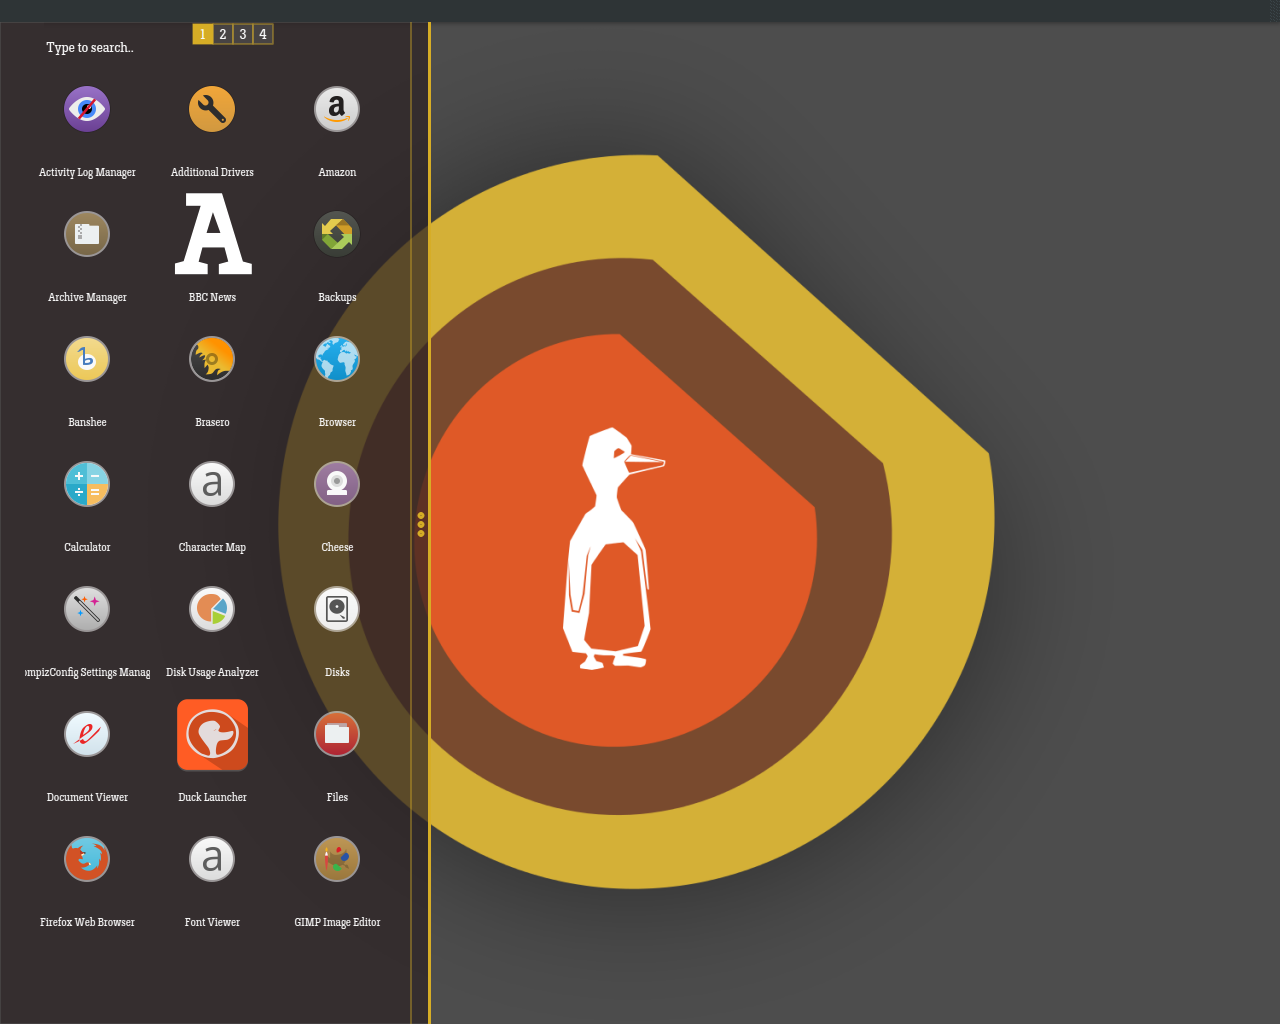 1 2 3 4
Type to search..
Activity Log Manager Additional Drivers Amazon
Archive Manager BBC News Backups
Banshee Brasero Browser
Calculator Character Map Cheese
ompizConfig Settings Manag Disk Usage Analyzer Disks
Document Viewer Duck Launcher Files
Firefox Web Browser Font Viewer GIMP Image Editor